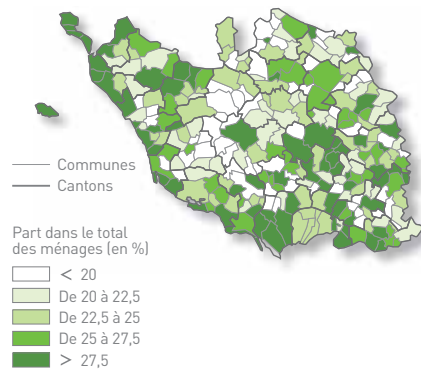 Communes
Cantons
Part dans le total
des ménages (en %)
< 20
De 20 à 22,5
De 22,5 à 25
De 25 à 27,5
> 27,5